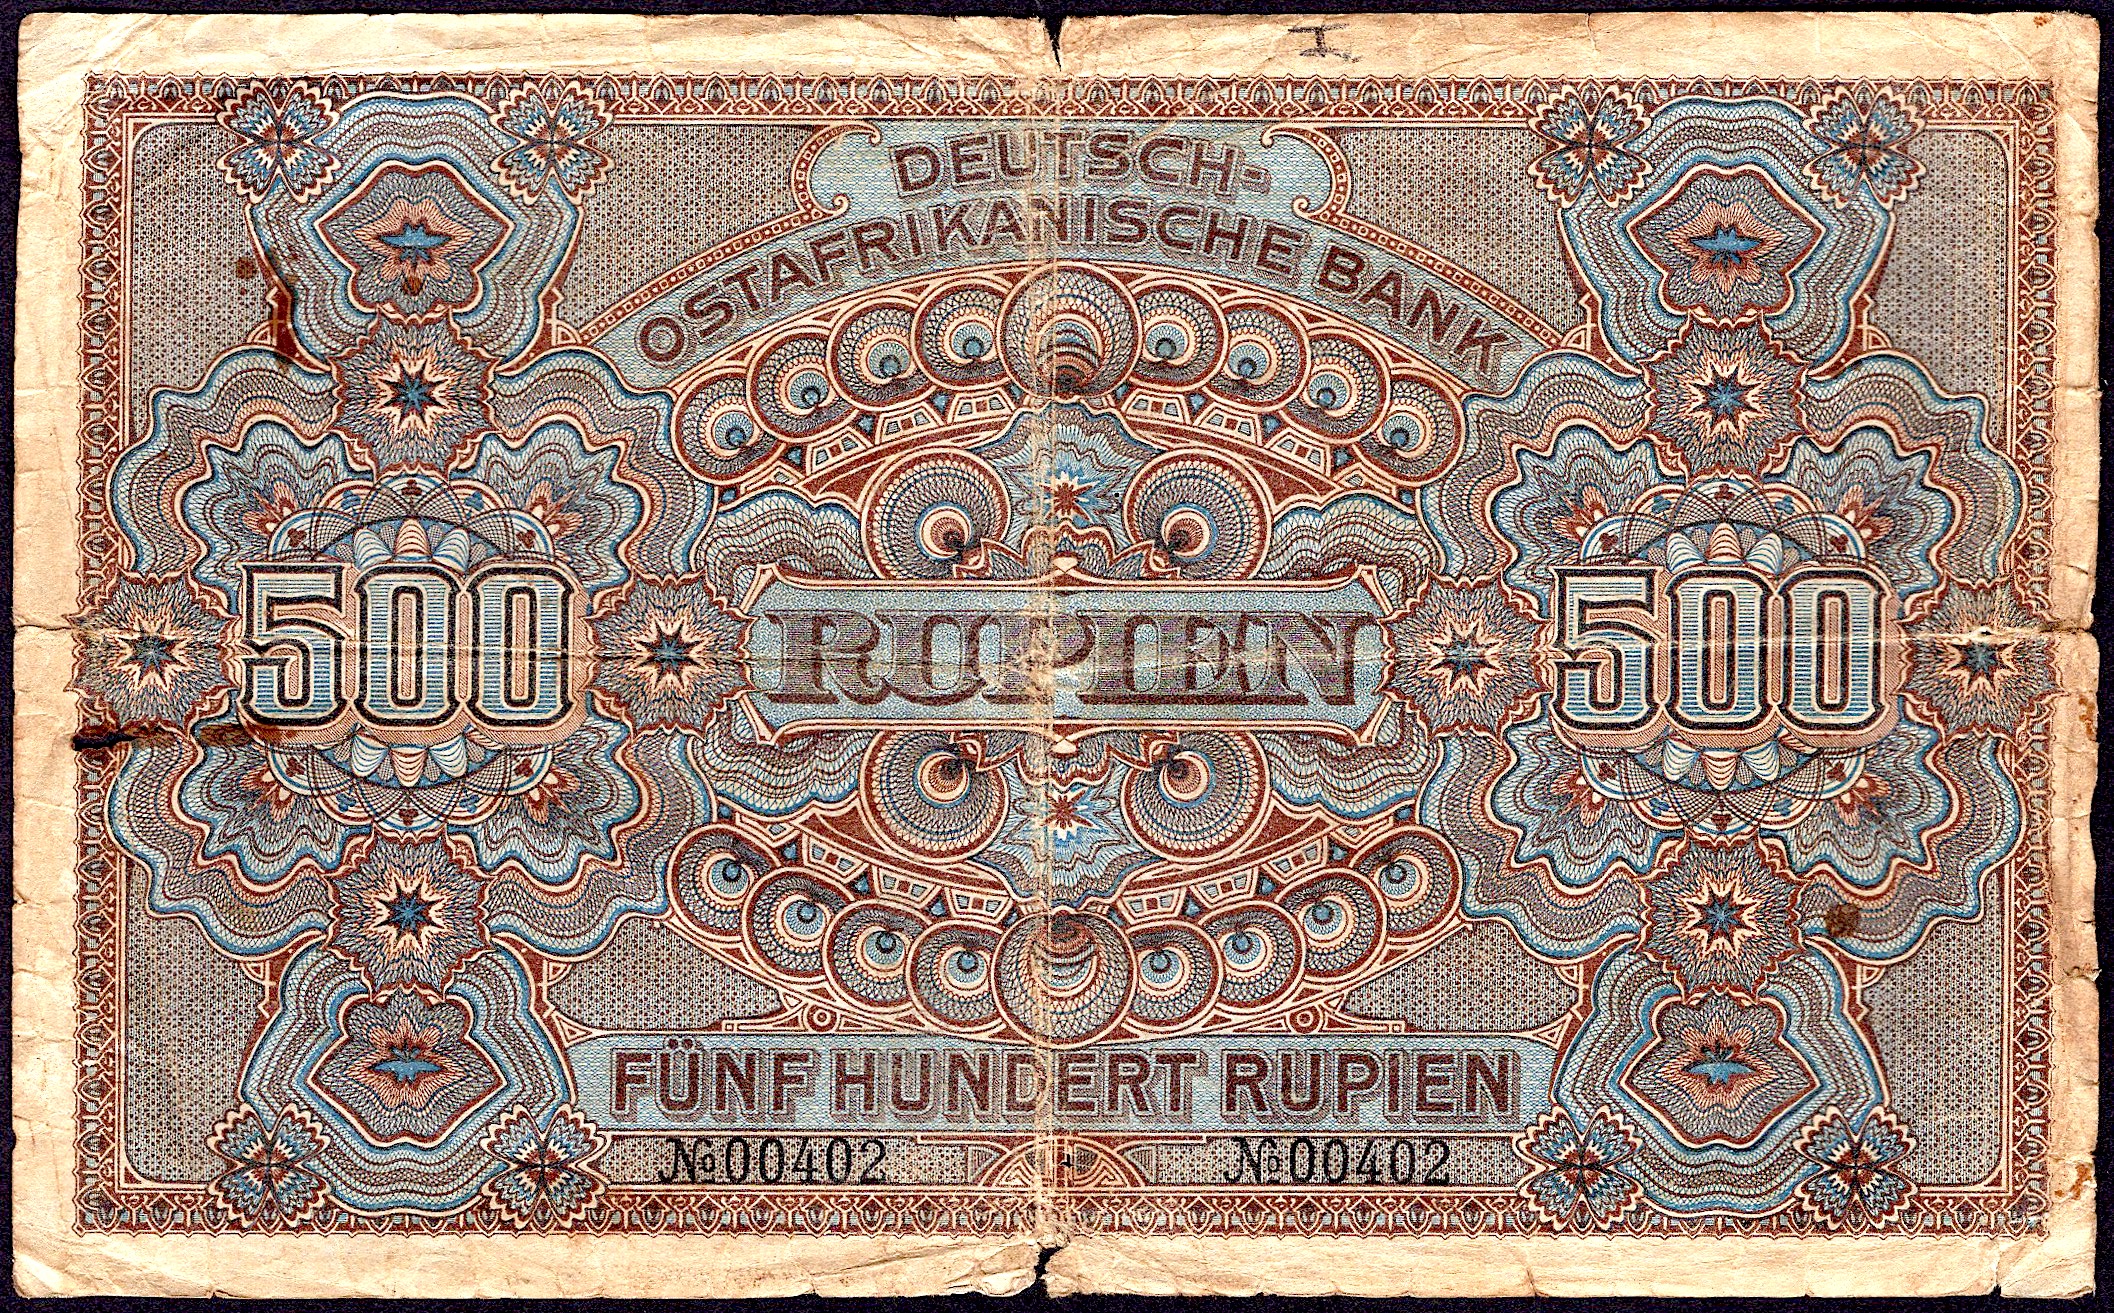 DEUTSCH-
OSTAFRIKANISCHE BANK
500 RUPIEN 500
FÜNF HUNDERT RUPIEN
№00402 №00402